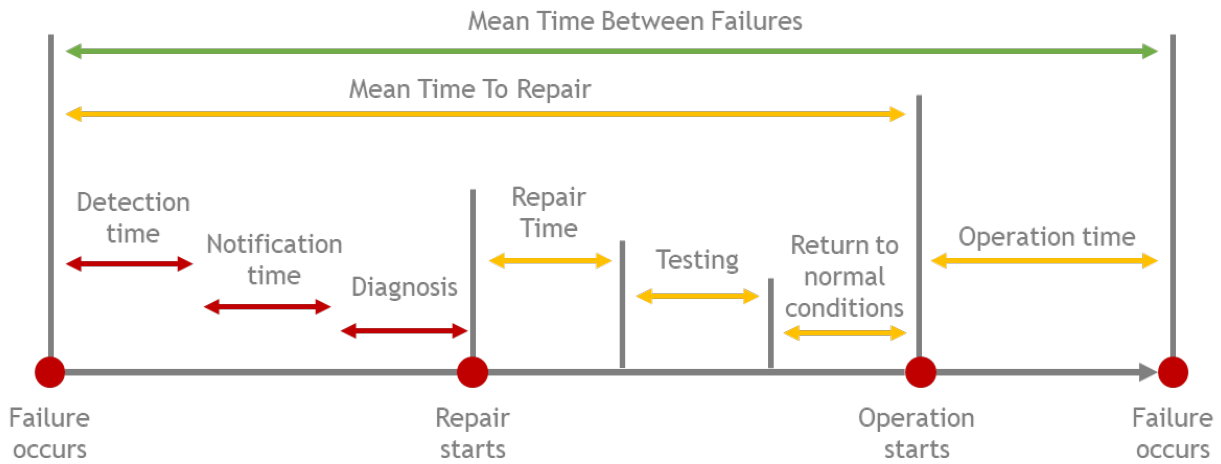 Mean Time Between Failures
Mean Time To Repair
Detection
time
Notification
time
Diagnosis
Repair
Time
Testing
Return to
normal
conditions
Operation time
Failure
occurs
Repair
starts
Operation
starts
Failure
occurs